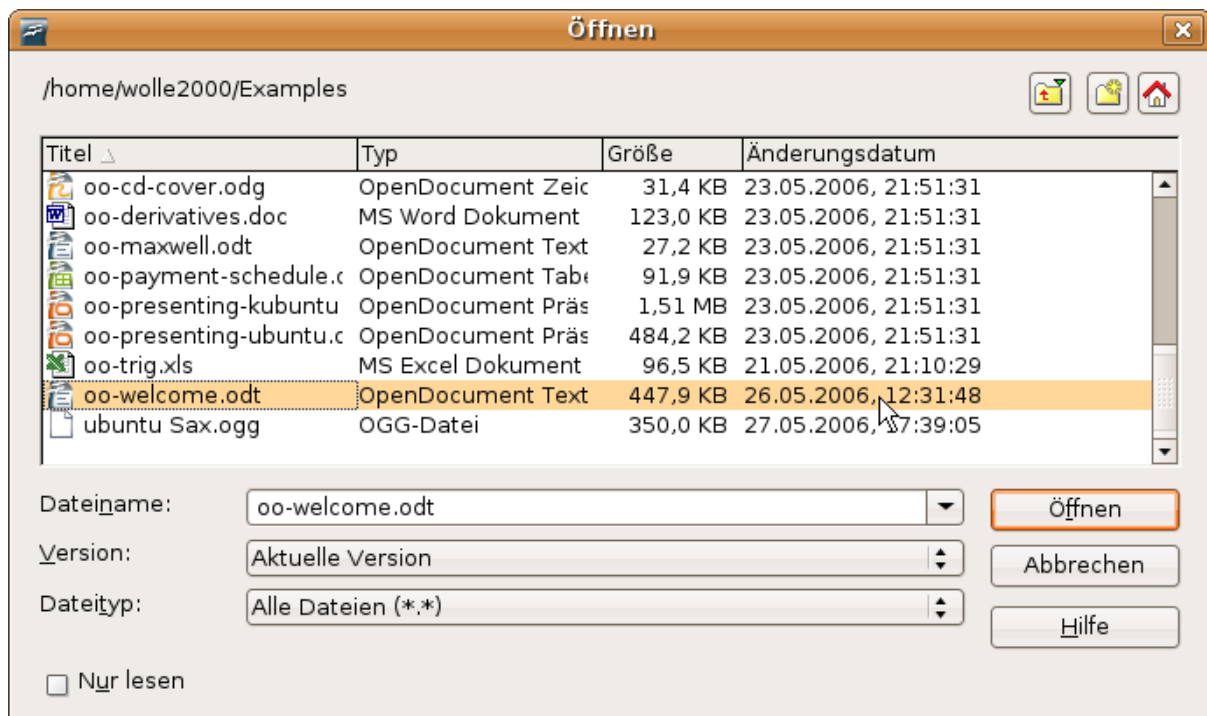 Öffnen
/home/wolle2000/Examples
Titel Typ Größe Änderungsdatum
oo-cd-cover.odg OpenDocument Zeic 31,4 KB 23.05.2006, 21:51:31
oo-derivatives.doc MS Word Dokument 123,0 KB 23.05.2006, 21:51:31
oo-maxwell.odt OpenDocument Text 27,2 KB 23.05.2006, 21:51:31
oo-payment-schedule.c OpenDocument Tabe 91,9 KB 23.05.2006, 21:51:31
oo-presenting-kubuntu OpenDocument Präs 1,51 MB 23.05.2006, 21:51:31
oo-presenting-ubuntu.c OpenDocument Präs 484,2 KB 23.05.2006, 21:51:31
oo-trig.xls MS Excel Dokument 96,5 KB 21.05.2006, 21:10:29
oo-welcome.odt OpenDocument Text 447,9 KB 26.05.2006, 12:31:48
ubuntu Sax.ogg OGG-Datei 350,0 KB 27.05.2006, 17:39:05
Dateiname: oo-welcome.odt Öffnen
Version: Aktuelle Version Abbrechen
Dateityp: Alle Dateien (*.*)
Hilfe
Nur lesen